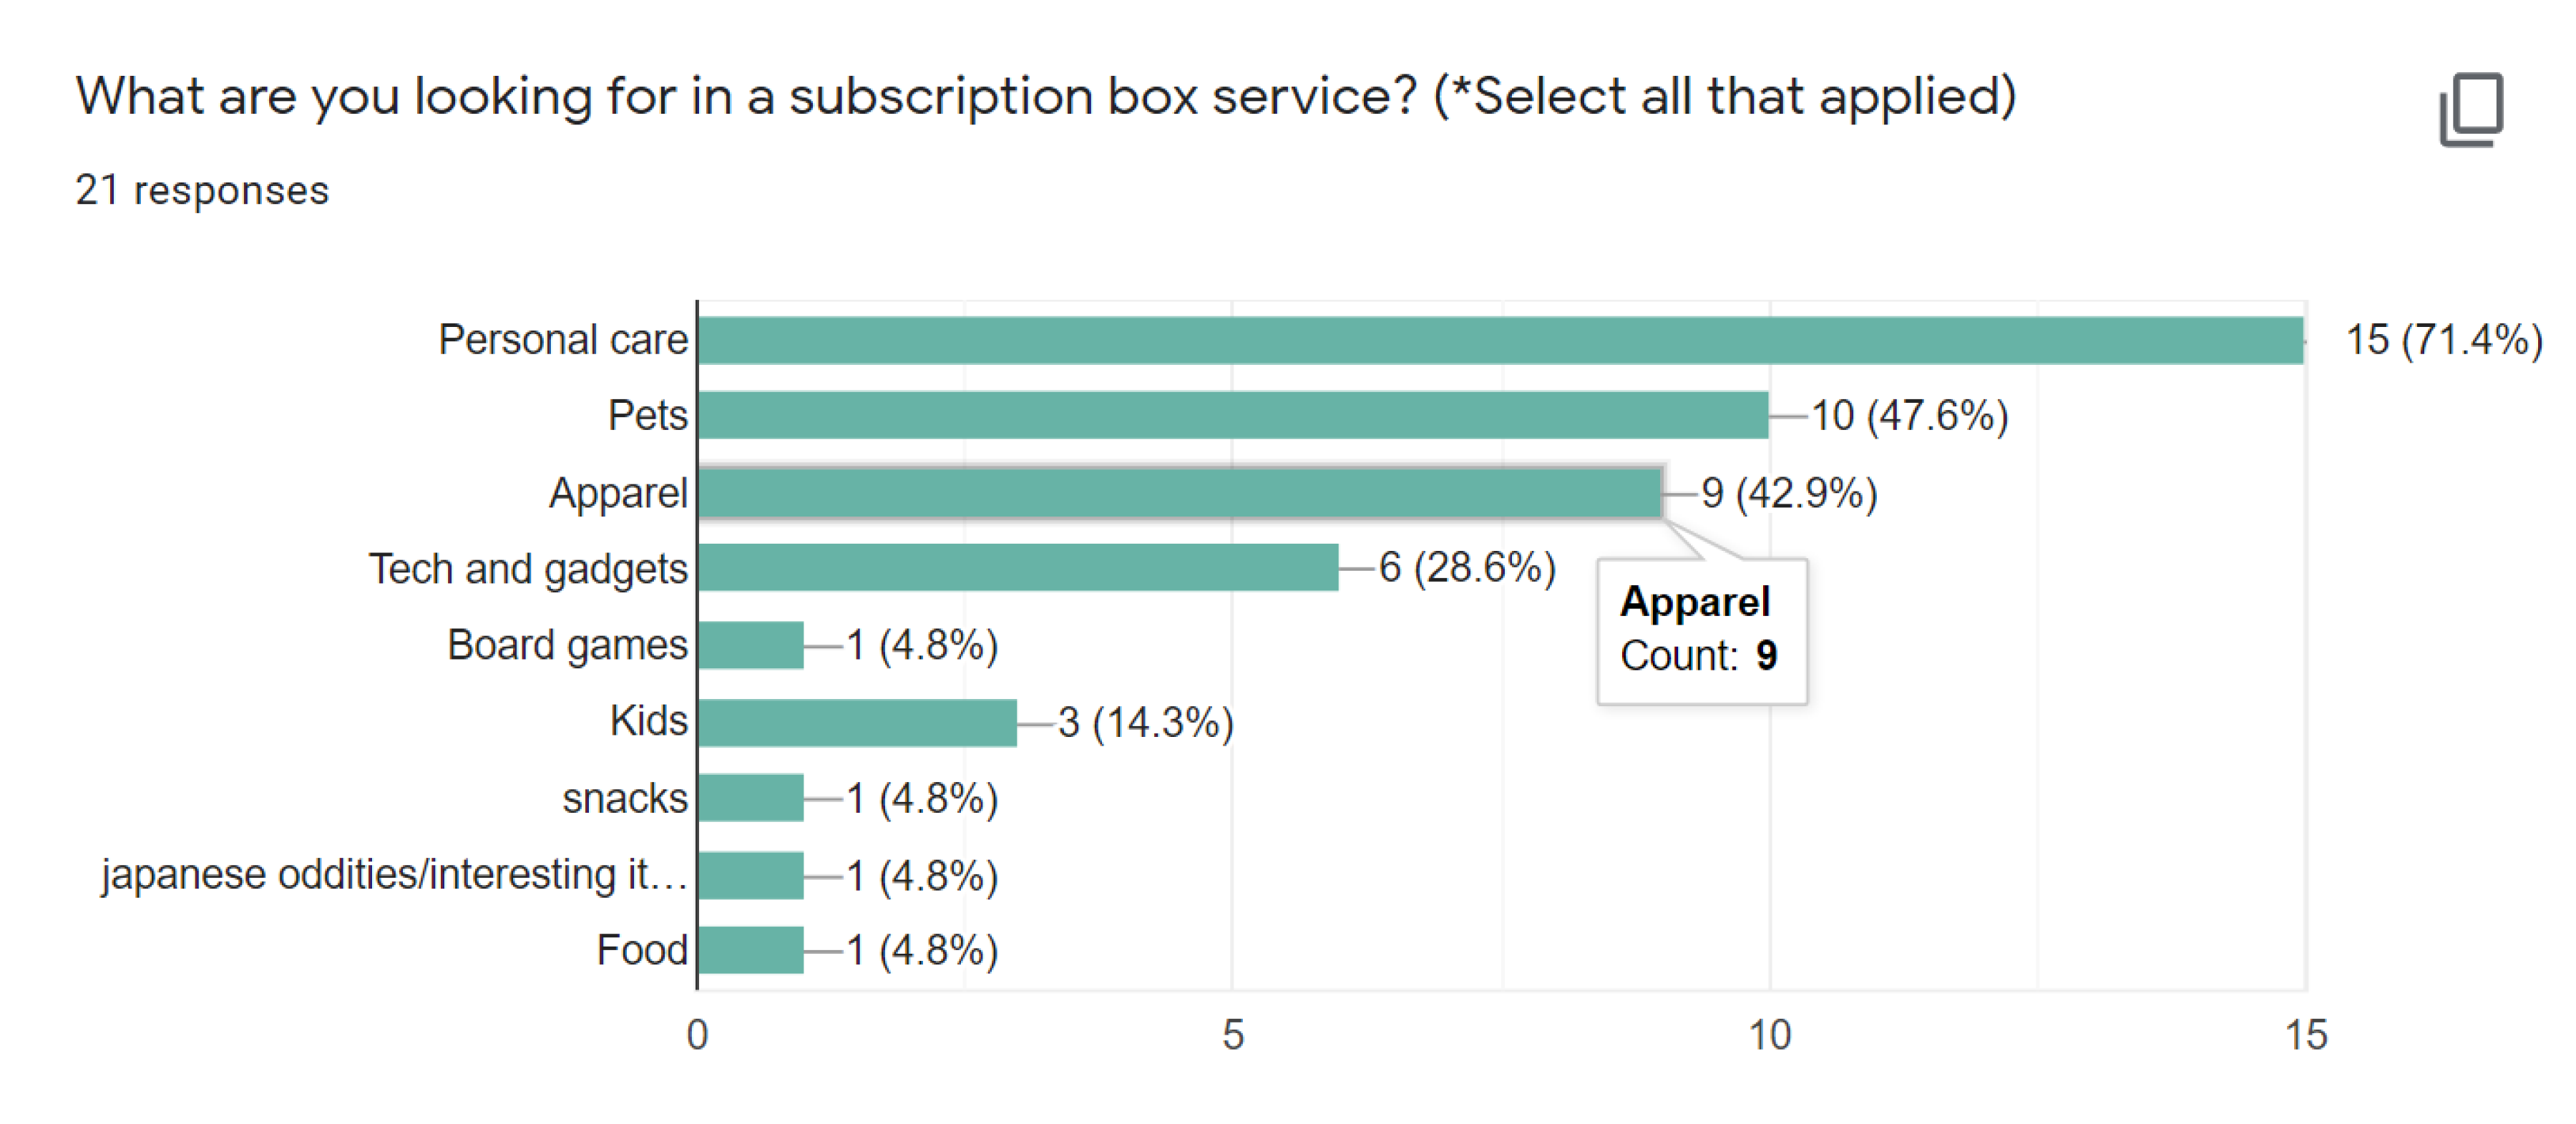 What are you looking for in a subscription box service? (*Select all that applied)
21 responses
Personal care 15 (71.4%)
Pets 10 (47.6%)
Apparel 9 (42.9%)
Tech and gadgets 6 (28.6%)
Apparel
Count: 9
Board games 1 (4.8%)
Kids 3 (14.3%)
snacks 1 (4.8%)
japanese oddities/interesting it... 1 (4.8%)
Food 1 (4.8%)
0 5 10 15